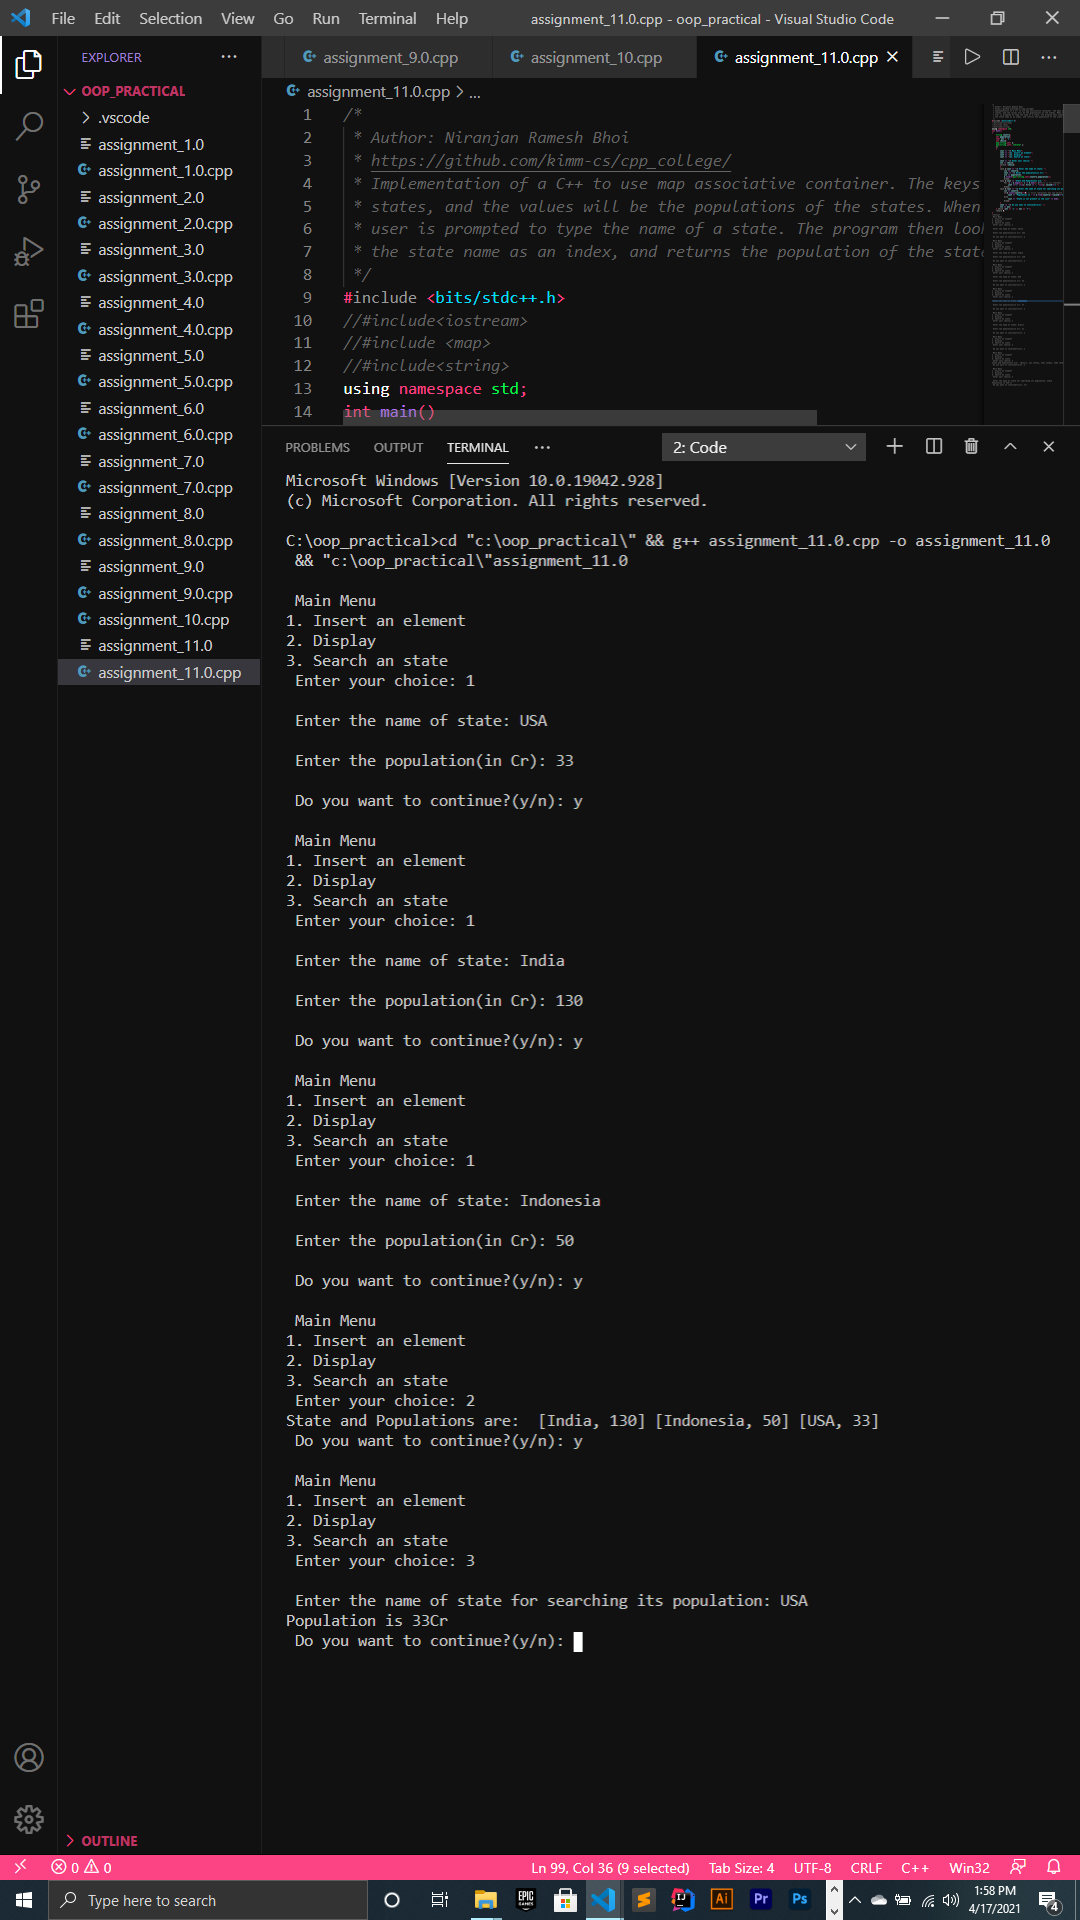 File Edit Selection View Go Run Terminal Help assignment_11.0.cpp - oop_practical - Visual Studio Code
EXPLORER
OOP_PRACTICAL
.vscode
assignment_1.0
assignment_1.0.cpp
assignment_2.0
assignment_2.0.cpp
assignment_3.0
assignment_3.0.cpp
assignment_4.0
assignment_4.0.cpp
assignment_5.0
assignment_5.0.cpp
assignment_6.0
assignment_6.0.cpp
assignment_7.0
assignment_7.0.cpp
assignment_8.0
assignment_8.0.cpp
assignment_9.0
assignment_9.0.cpp
assignment_10.cpp
assignment_11.0
assignment_11.0.cpp
OUTLINE
assignment_9.0.cpp assignment_10.cpp assignment_11.0.cpp
assignment_11.0.cpp > ...
1 /*
2 * Author: Niranjan Ramesh Bhoi
3 * https://github.com/kimm-cs/cpp_college/
4 * Implementation of a C++ to use map associative container. The keys
5 * states, and the values will be the populations of the states. When
6 * user is prompted to type the name of a state. The program then loo
7 * the state name as an index, and returns the population of the stat
8 */
9 #include <bits/stdc++.h>
10 //#include<iostream>
11 //#include <map>
12 //#include<string>
13 using namespace std;
14 int main()
PROBLEMS OUTPUT TERMINAL ... 2: Code
Microsoft Windows [Version 10.0.19042.928]
(c) Microsoft Corporation. All rights reserved.
C:\oop_practical>cd "c:\oop_practical\" && g++ assignment_11.0.cpp -o assignment_11.0
&& "c:\oop_practical\"assignment_11.0
Main Menu
1. Insert an element
2. Display
3. Search an state
Enter your choice: 1
Enter the name of state: USA
Enter the population(in Cr): 33
Do you want to continue?(y/n): y
Main Menu
1. Insert an element
2. Display
3. Search an state
Enter your choice: 1
Enter the name of state: India
Enter the population(in Cr): 130
Do you want to continue?(y/n): y
Main Menu
1. Insert an element
2. Display
3. Search an state
Enter your choice: 1
Enter the name of state: Indonesia
Enter the population(in Cr): 50
Do you want to continue?(y/n): y
Main Menu
1. Insert an element
2. Display
3. Search an state
Enter your choice: 2
State and Populations are:  [India, 130] [Indonesia, 50] [USA, 33]
Do you want to continue?(y/n): y
Main Menu
1. Insert an element
2. Display
3. Search an state
Enter your choice: 3
Enter the name of state for searching its population: USA
Population is 33Cr
Do you want to continue?(y/n):
0 0 Ln 99, Col 36 (9 selected) Tab Size: 4 UTF-8 CRLF C++ Win32
Type here to search EPIC GAMES IJ Ai Pr Ps 1:58 PM
4/17/2021 4